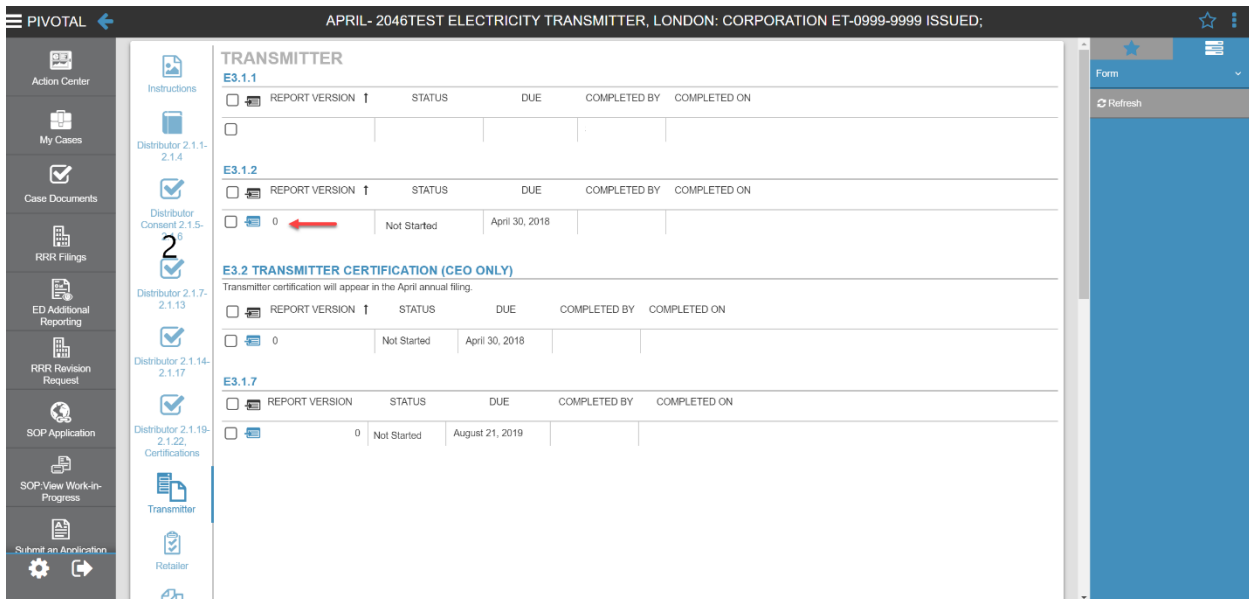 PIVOTAL
APRIL- 2046TEST ELECTRICITY TRANSMITTER, LONDON: CORPORATION ET-0999-9999 ISSUED;
Action Center
My Cases
Case Documents
RRR Filings
ED Additional
Reporting
RRR Revision
Request
SOP Application
SOP:View Work-in-
Progress
Submit an Application
Instructions
Distributor 2.1.1-
2.1.4
Distributor
Consent 2.1.5-
2
Distributor 2.1.7-
2.1.13
Distributor 2.1.14-
2.1.17
Distributor 2.1.19-
2.1.22,
Certifications
Transmitter
Retailer
TRANSMITTER
E3.1.1
REPORT VERSION ↑ STATUS DUE COMPLETED BY COMPLETED ON
E3.1.2
REPORT VERSION ↑ STATUS DUE COMPLETED BY COMPLETED ON
0 Not Started April 30, 2018
E3.2 TRANSMITTER CERTIFICATION (CEO ONLY)
Transmitter certification will appear in the April annual filing.
REPORT VERSION ↑ STATUS DUE COMPLETED BY COMPLETED ON
0 Not Started April 30, 2018
E3.1.7
REPORT VERSION STATUS DUE COMPLETED BY COMPLETED ON
0 Not Started August 21, 2019
Form
Refresh